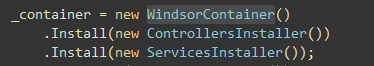 _container = new WindsorContainer()
.Install(new ControllersInstaller())
.Install(new ServicesInstaller());